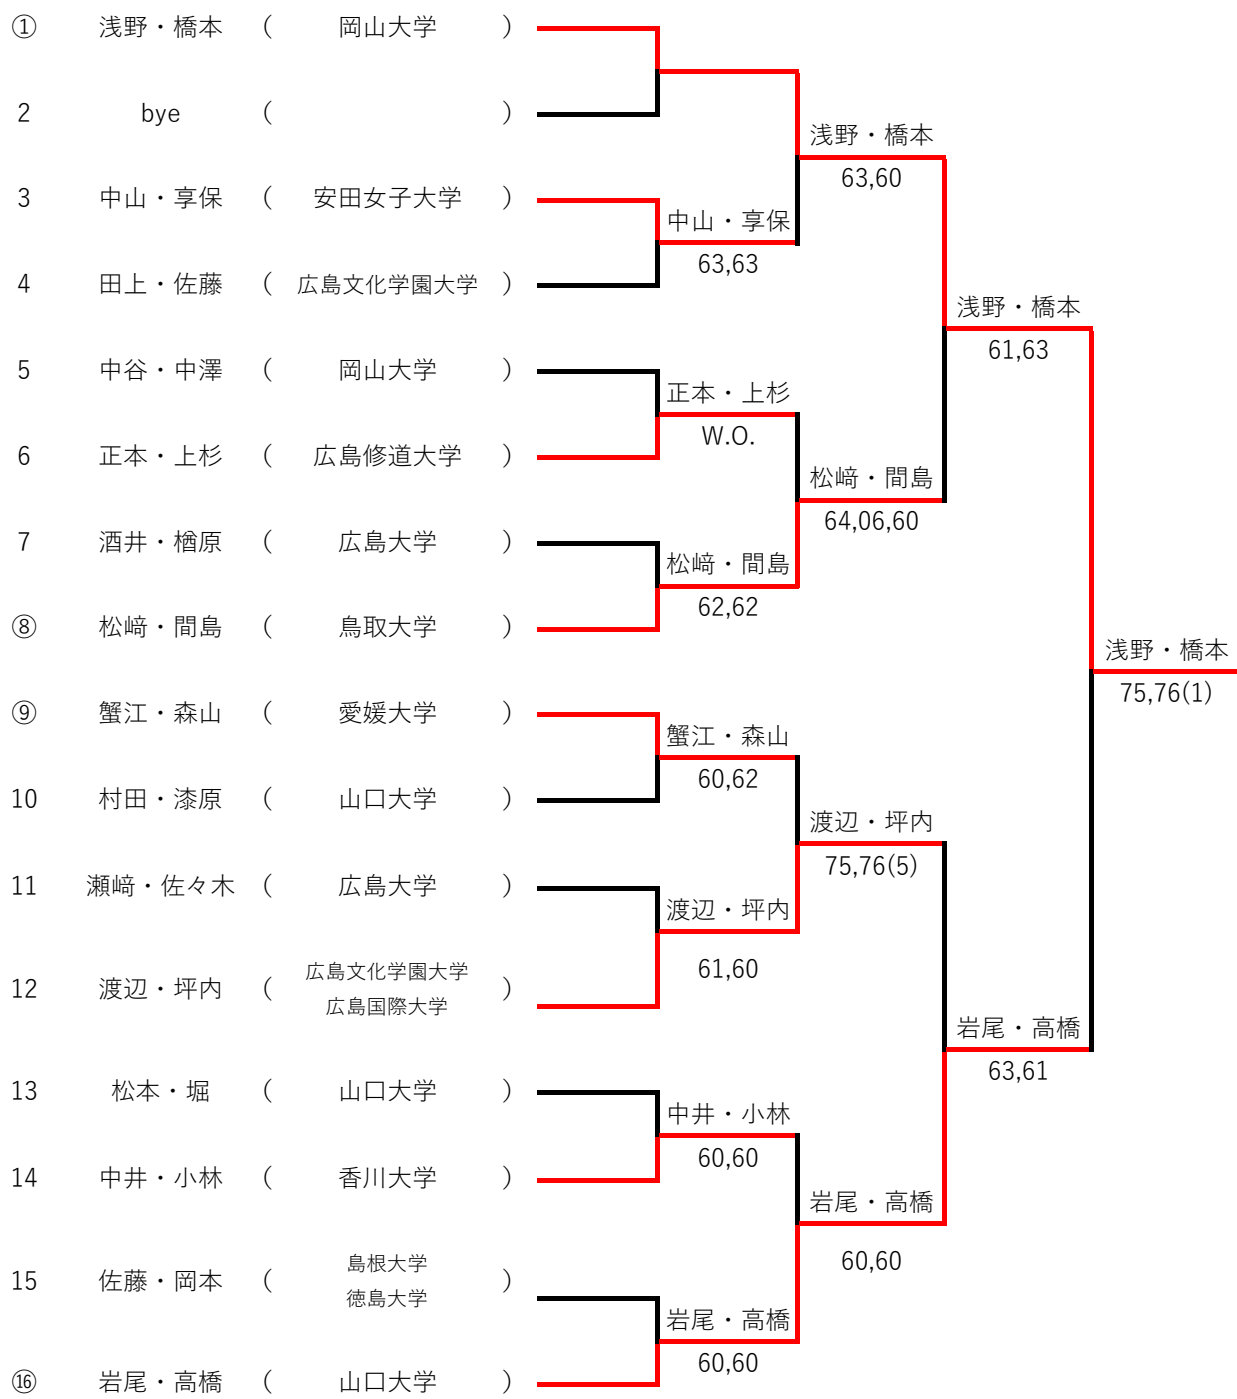 ① 浅野・橋本 ( 岡山大学 )
2 bye ( )
浅野・橋本
63,60
3 中山・享保 ( 安田女子大学 )
中山・享保
63,63
4 田上・佐藤 ( 広島文化学園大学 )
浅野・橋本
61,63
5 中谷・中澤 ( 岡山大学 )
正本・上杉
W.O.
6 正本・上杉 ( 広島修道大学 )
松﨑・間島
64,06,60
7 酒井・楢原 ( 広島大学 )
松﨑・間島
62,62
⑧ 松﨑・間島 ( 鳥取大学 )
浅野・橋本
75,76(1)
⑨ 蟹江・森山 ( 愛媛大学 )
蟹江・森山
60,62
10 村田・漆原 ( 山口大学 )
渡辺・坪内
75,76(5)
11 瀬﨑・佐々木 ( 広島大学 )
渡辺・坪内
61,60
12 渡辺・坪内 ( 広島文化学園大学
広島国際大学 )
岩尾・高橋
63,61
13 松本・堀 ( 山口大学 )
中井・小林
60,60
14 中井・小林 ( 香川大学 )
岩尾・高橋
60,60
15 佐藤・岡本 ( 島根大学
徳島大学 )
岩尾・高橋
60,60
⑯ 岩尾・高橋 ( 山口大学 )